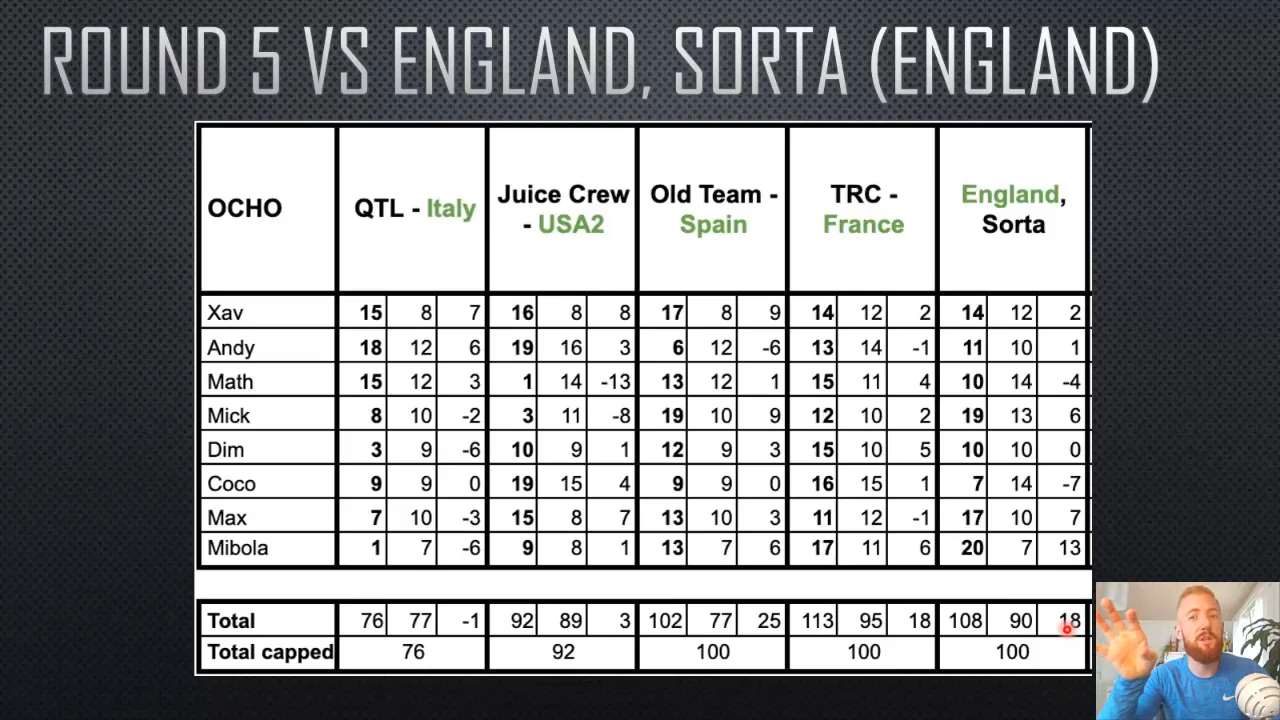 ROUND 5 VS ENGLAND, SORTA (ENGLAND)
OCHO QTL - Italy Juice Crew - USA2 Old Team - Spain TRC - France England, Sorta
Xav 15 8 7 16 8 8 17 8 9 14 12 2 14 12 2
Andy 18 12 6 19 16 3 6 12 -6 13 14 -1 11 10 1
Math 15 12 3 1 14 -13 13 12 1 15 11 4 10 14 -4
Mick 8 10 -2 3 11 -8 19 10 9 12 10 2 19 13 6
Dim 3 9 -6 10 9 1 12 9 3 15 10 5 10 10 0
Coco 9 9 0 19 15 4 9 9 0 16 15 1 7 14 -7
Max 7 10 -3 15 8 7 13 10 3 11 12 -1 17 10 7
Mibola 1 7 -6 9 8 1 13 7 6 17 11 6 20 7 13
Total 76 77 -1 92 89 3 102 77 25 113 95 18 108 90 18
Total capped 76 92 100 100 100